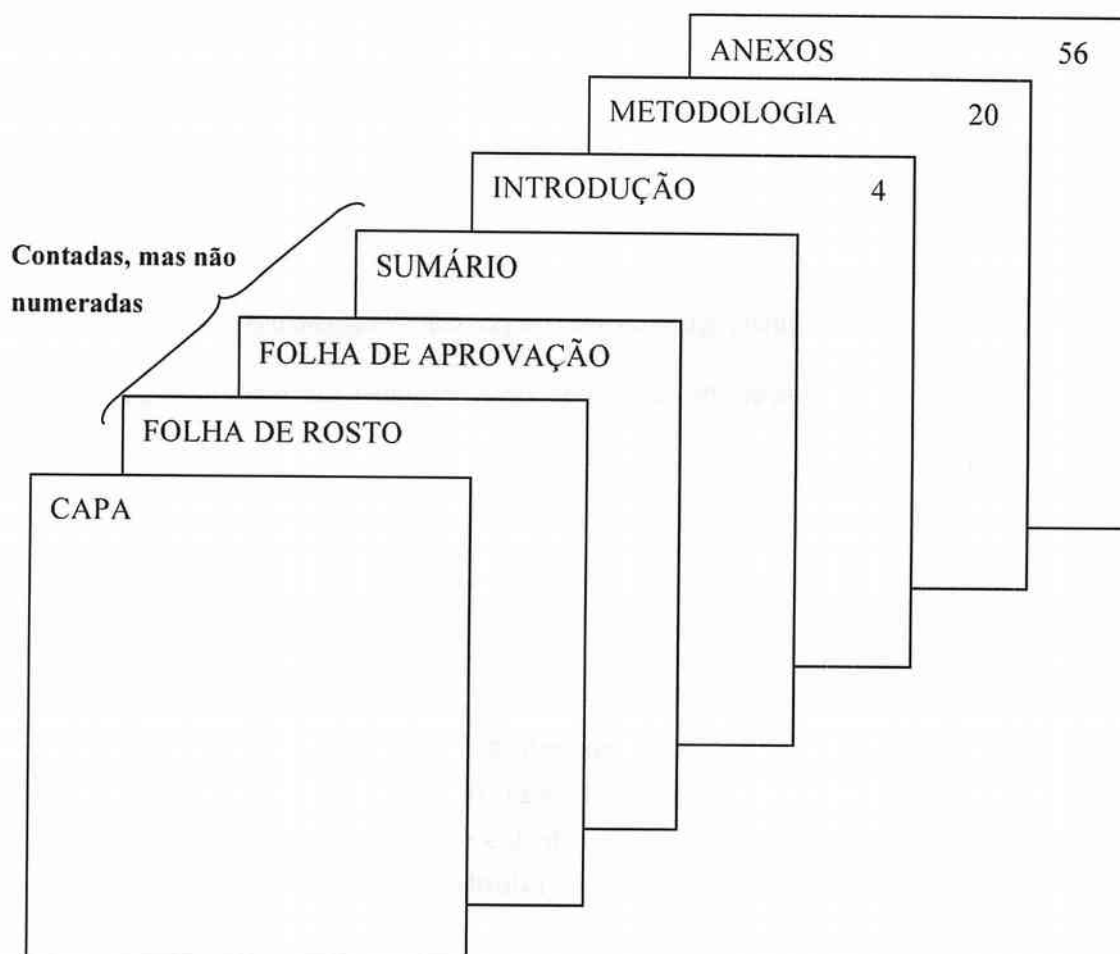 ANEXOS 56
METODOLOGIA 20
INTRODUÇÃO 4
Contadas, mas não
numeradas
SUMÁRIO
FOLHA DE APROVAÇÃO
FOLHA DE ROSTO
CAPA